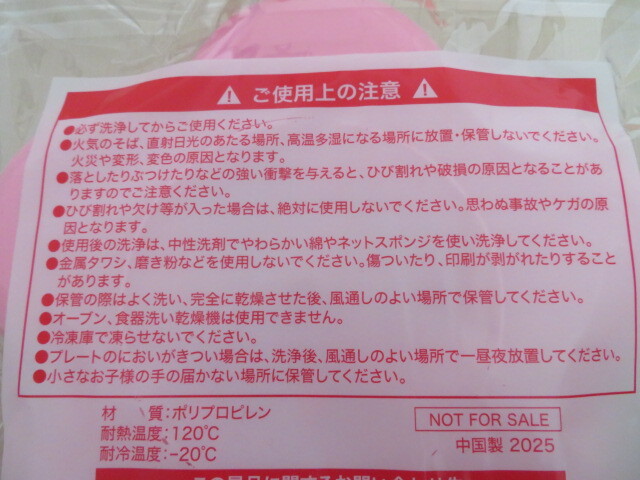 ご使用上の注意
●必ず洗浄してからご使用ください。
●火気のそば、直射日光のあたる場所、高温多湿になる場所に放置・保管しないでください。
火災や変形、変色の原因となります。
●落としたりぶつけたりなどの強い衝撃を与えると、ひび割れや破損の原因となることがあ
りますのでご注意ください。
●ひび割れや欠け等が入った場合は、絶対に使用しないでください。思わぬ事故やケガの原
因となります。
●使用後の洗浄は、中性洗剤でやわらかい綿やネットスポンジを使い洗浄してください。
●金属タワシ、磨き粉などを使用しないでください。傷ついたり、印刷が剥がれたりすること
があります。
●保管の際はよく洗い、完全に乾燥させた後、風通しのよい場所で保管してください。
●オーブン、食器洗い乾燥機は使用できません。
●冷凍庫で凍らせないでください。
●プレートのにおいがきつい場合は、洗浄後、風通しのよい場所で一昼夜放置してください。
●小さなお子様の手の届かない場所に保管してください。
材 質:ポリプロピレン
耐熱温度:120℃
耐冷温度:-20℃
NOT FOR SALE
中国製 2025
この景品に関するお問い合わせは